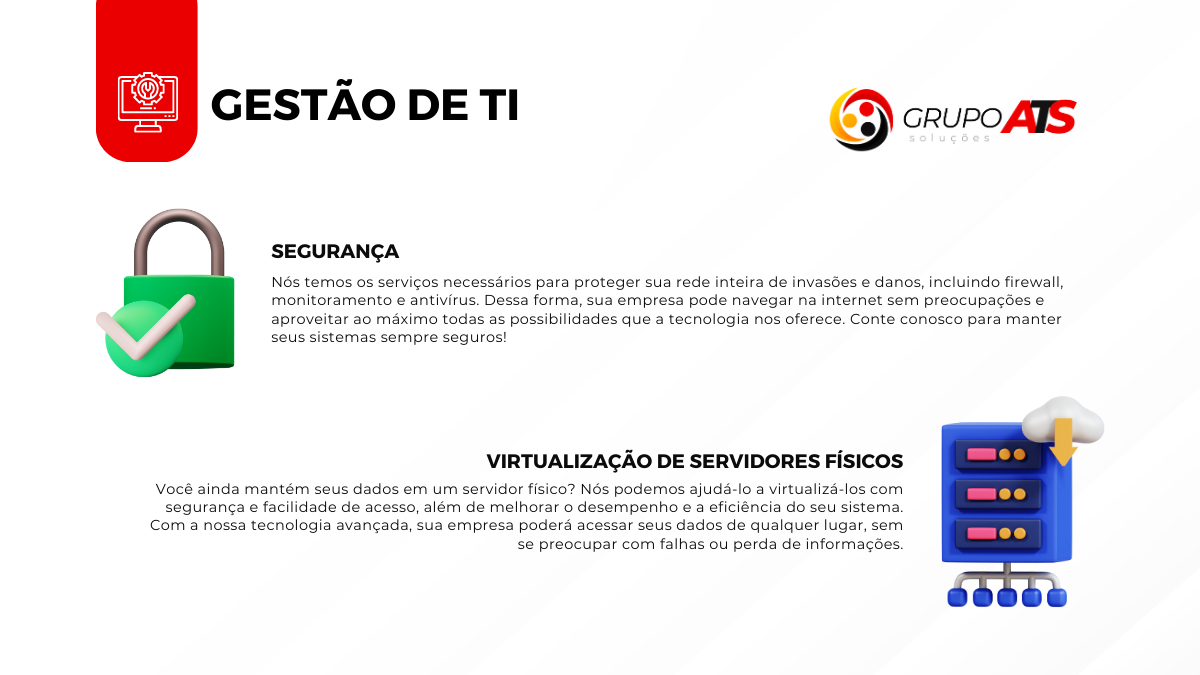 GESTÃO DE TI
GRUPO ATS
soluções
SEGURANÇA
Nós temos os serviços necessários para proteger sua rede inteira de invasões e danos, incluindo firewall,
monitoramento e antivírus. Dessa forma, sua empresa pode navegar na internet sem preocupações e
aproveitar ao máximo todas as possibilidades que a tecnologia nos oferece. Conte conosco para manter
seus sistemas sempre seguros!
VIRTUALIZAÇÃO DE SERVIDORES FÍSICOS
Você ainda mantém seus dados em um servidor físico? Nós podemos ajudá-lo a virtualizá-los com
segurança e facilidade de acesso, além de melhorar o desempenho e a eficiência do seu sistema.
Com a nossa tecnologia avançada, sua empresa poderá acessar seus dados de qualquer lugar, sem
se preocupar com falhas ou perda de informações.